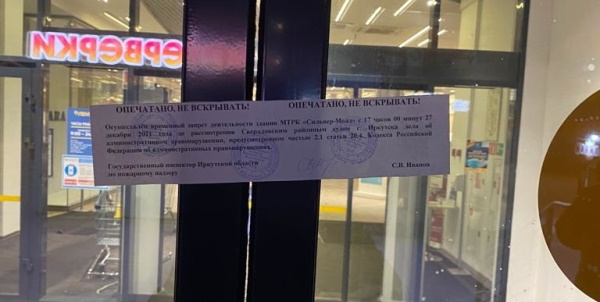 ЗЕРВЕРКИ
ОПЕЧАТАНО, НЕ ВСКРЫВАТЬ! ОПЕЧАТАНО, НЕ ВСКРЫВАТЬ!
Осуществлен временный запрет деятельности здания МТРК «Сильвер-Молл» с 17 часов 00 минут 27
декабря 2021 года до рассмотрения Свердловским районным судом г. Иркутска дела об
административном правонарушении, предусмотренном частью 2.1 статьи 20.4. Кодекса Российской
Федерации об административных правонарушениях.
Государственный инспектор Иркутской области
по пожарному надзору С.В. Иванов